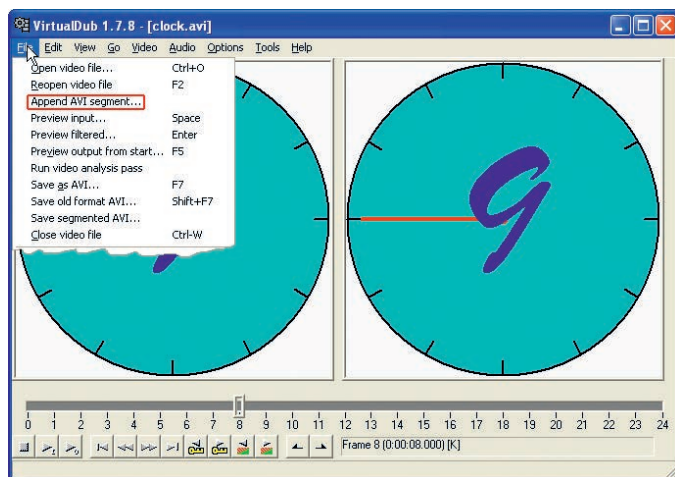 VirtualDub 1.7.8 - [clock.avi]
File Edit View Go Video Audio Options Tools Help
Open video file... Ctrl+O
Reopen video file F2
Append AVI segment...
Preview input... Space
Preview filtered... Enter
Preview output from start... F5
Run video analysis pass
Save as AVI... F7
Save old format AVI... Shift+F7
Save segmented AVI...
Close video file Ctrl-W
9
0 1 2 3 4 5 6 7 8 9 10 11 12 13 14 15 16 17 18 19 20 21 22 23 24
Frame 8 (0:00:08.000) [K]